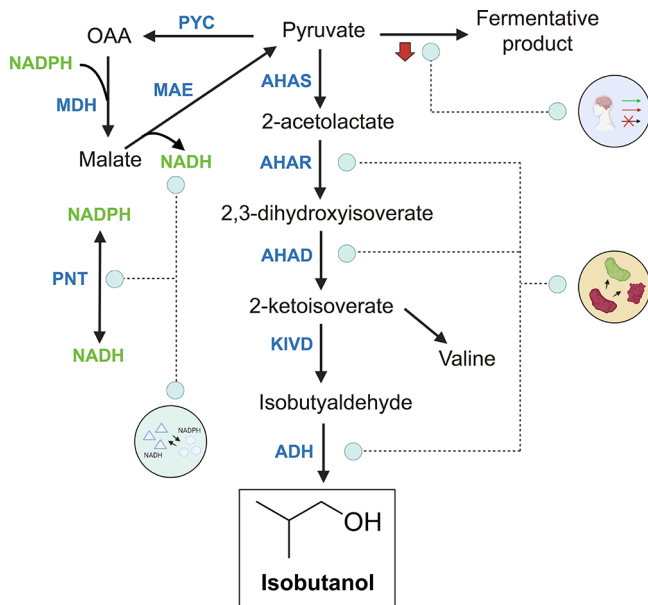 OAA
PYC
Pyruvate
Fermentative
product
NADPH
MDH
MAE
AHAS
2-acetolactate
Malate
NADH
AHAR
NADPH
2,3-dihydroxyisoverate
PNT
AHAD
2-ketoisoverate
NADH
KIVD
Valine
Isobutyaldehyde
NADPH
NADH
ADH
OH
Isobutanol